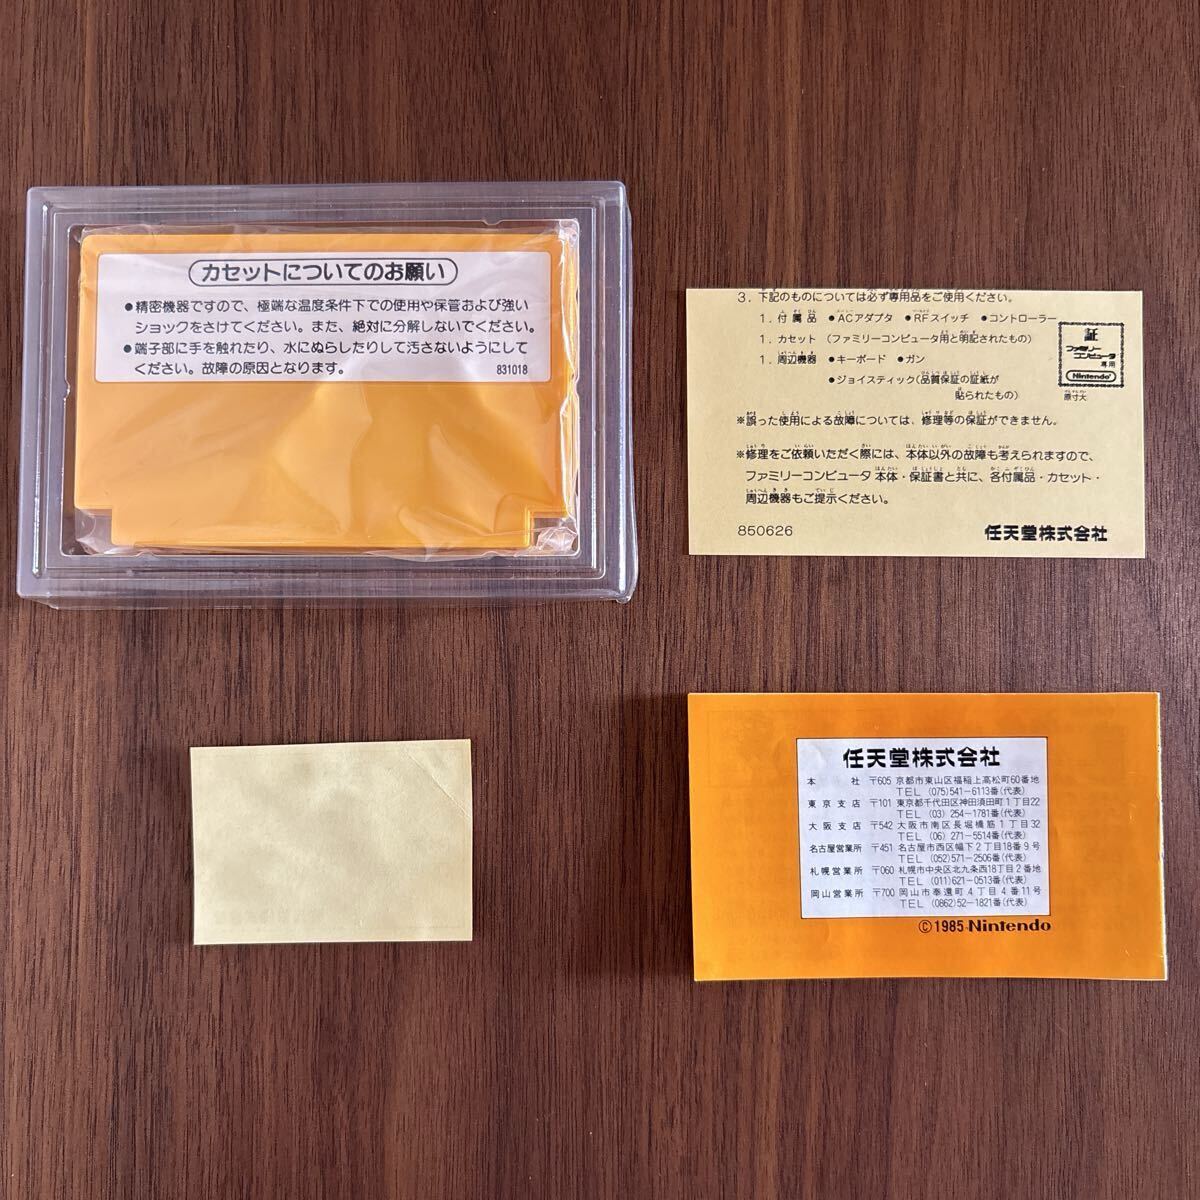 カセットについてのお願い
●精密機器ですので、極端な温度条件下での使用や保管および強い
ショックをさけてください。また、絶対に分解しないでください。
●端子部に手を触れたり、水にぬらしたりして汚さないようにして
ください。故障の原因となります。
831018
3. 下記のものについては必ず専用品をご使用ください。
1. 付属品 ●ACアダプタ ●RFスイッチ ●コントローラー
1. カセット (ファミリーコンピュータ用と明記されたもの)
1. 周辺機器 ●キーボード ●ガン
●ジョイスティック(品質保証の証紙が
貼られたもの)
証
ファミリー
コンピュータ
専用
Nintendo
原寸大
※誤った使用による故障については、修理等の保証ができません。
※修理をご依頼いただく際には、本体以外の故障も考えられますので、
ファミリーコンピュータ本体・保証書と共に、各付属品・カセット・
周辺機器もご提示ください。
850626
任天堂株式会社
任天堂株式会社
本社 〒605 京都市東山区福稲上高松町60番地
TEL (075)541-6113番(代表)
東京支店 〒101 東京都千代田区神田須田町1丁目22
TEL (03) 254-1781番(代表)
大阪支店 〒542 大阪市南区長堀橋筋1丁目32
TEL (06) 271-5514番(代表)
名古屋営業所 〒451 名古屋市西区幅下2丁目18番9号
TEL (052)571-2506番(代表)
札幌営業所 〒060 札幌市中央区北九条西18丁目2番地
TEL (011)621-0513番(代表)
岡山営業所 〒700 岡山市奉還町4丁目4番11号
TEL (0862)52-1821番(代表)
©1985 Nintendo